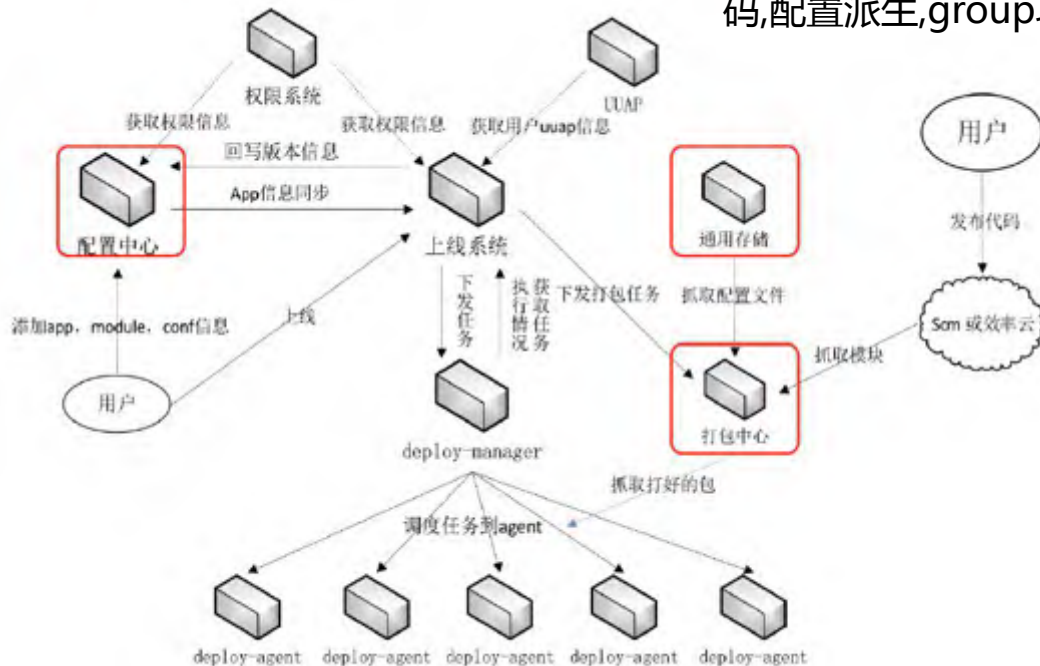 码,配置派生,group
权限系统
UUAP
用户
获取权限信息
获取权限信息
获取用户uuap信息
回写版本信息
App信息同步
配置中心
上线系统
通用存储
发布代码
下发任务
执行情况
获取任务
下发打包任务
抓取配置文件
添加app，module，conf信息
上线
Scm 或效率云
抓取模块
用户
打包中心
deploy-manager
抓取打好的包
调度任务到agent
deploy-agent deploy-agent deploy-agent deploy-agent deploy-agent